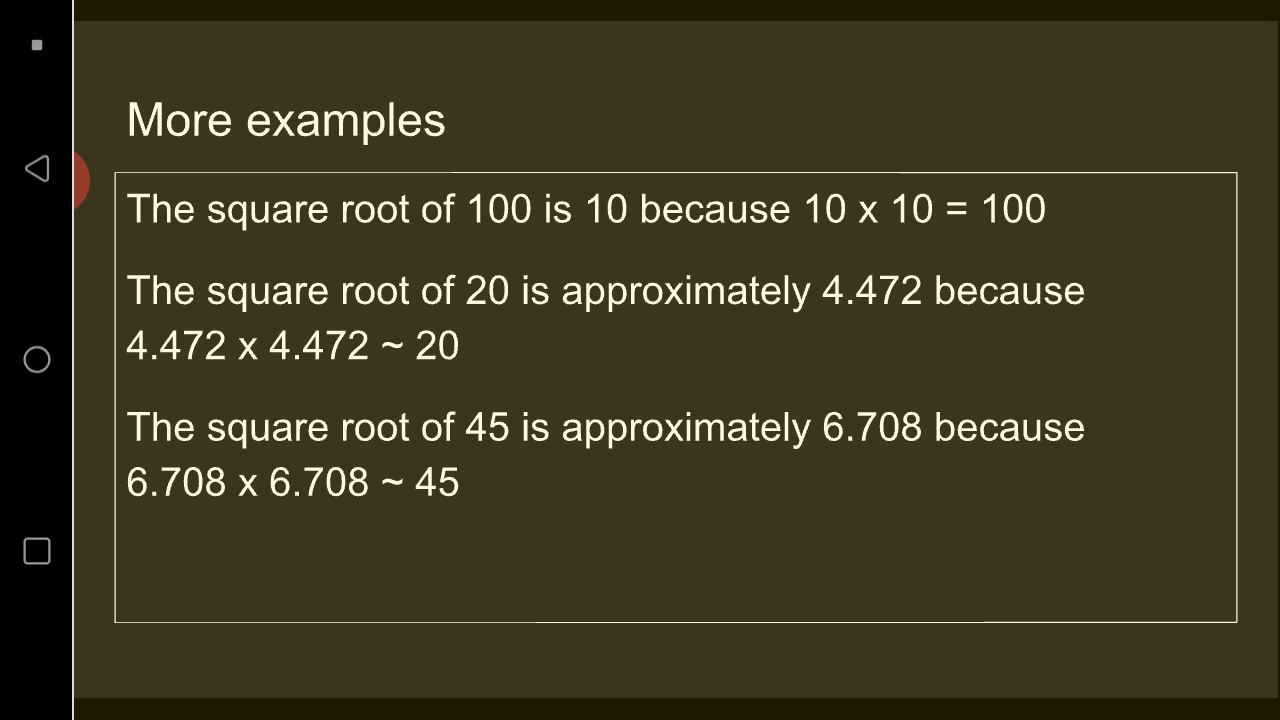 More examples
The square root of 100 is 10 because 10 x 10 = 100
The square root of 20 is approximately 4.472 because
4.472 x 4.472 ~ 20
The square root of 45 is approximately 6.708 because
6.708 x 6.708 ~ 45